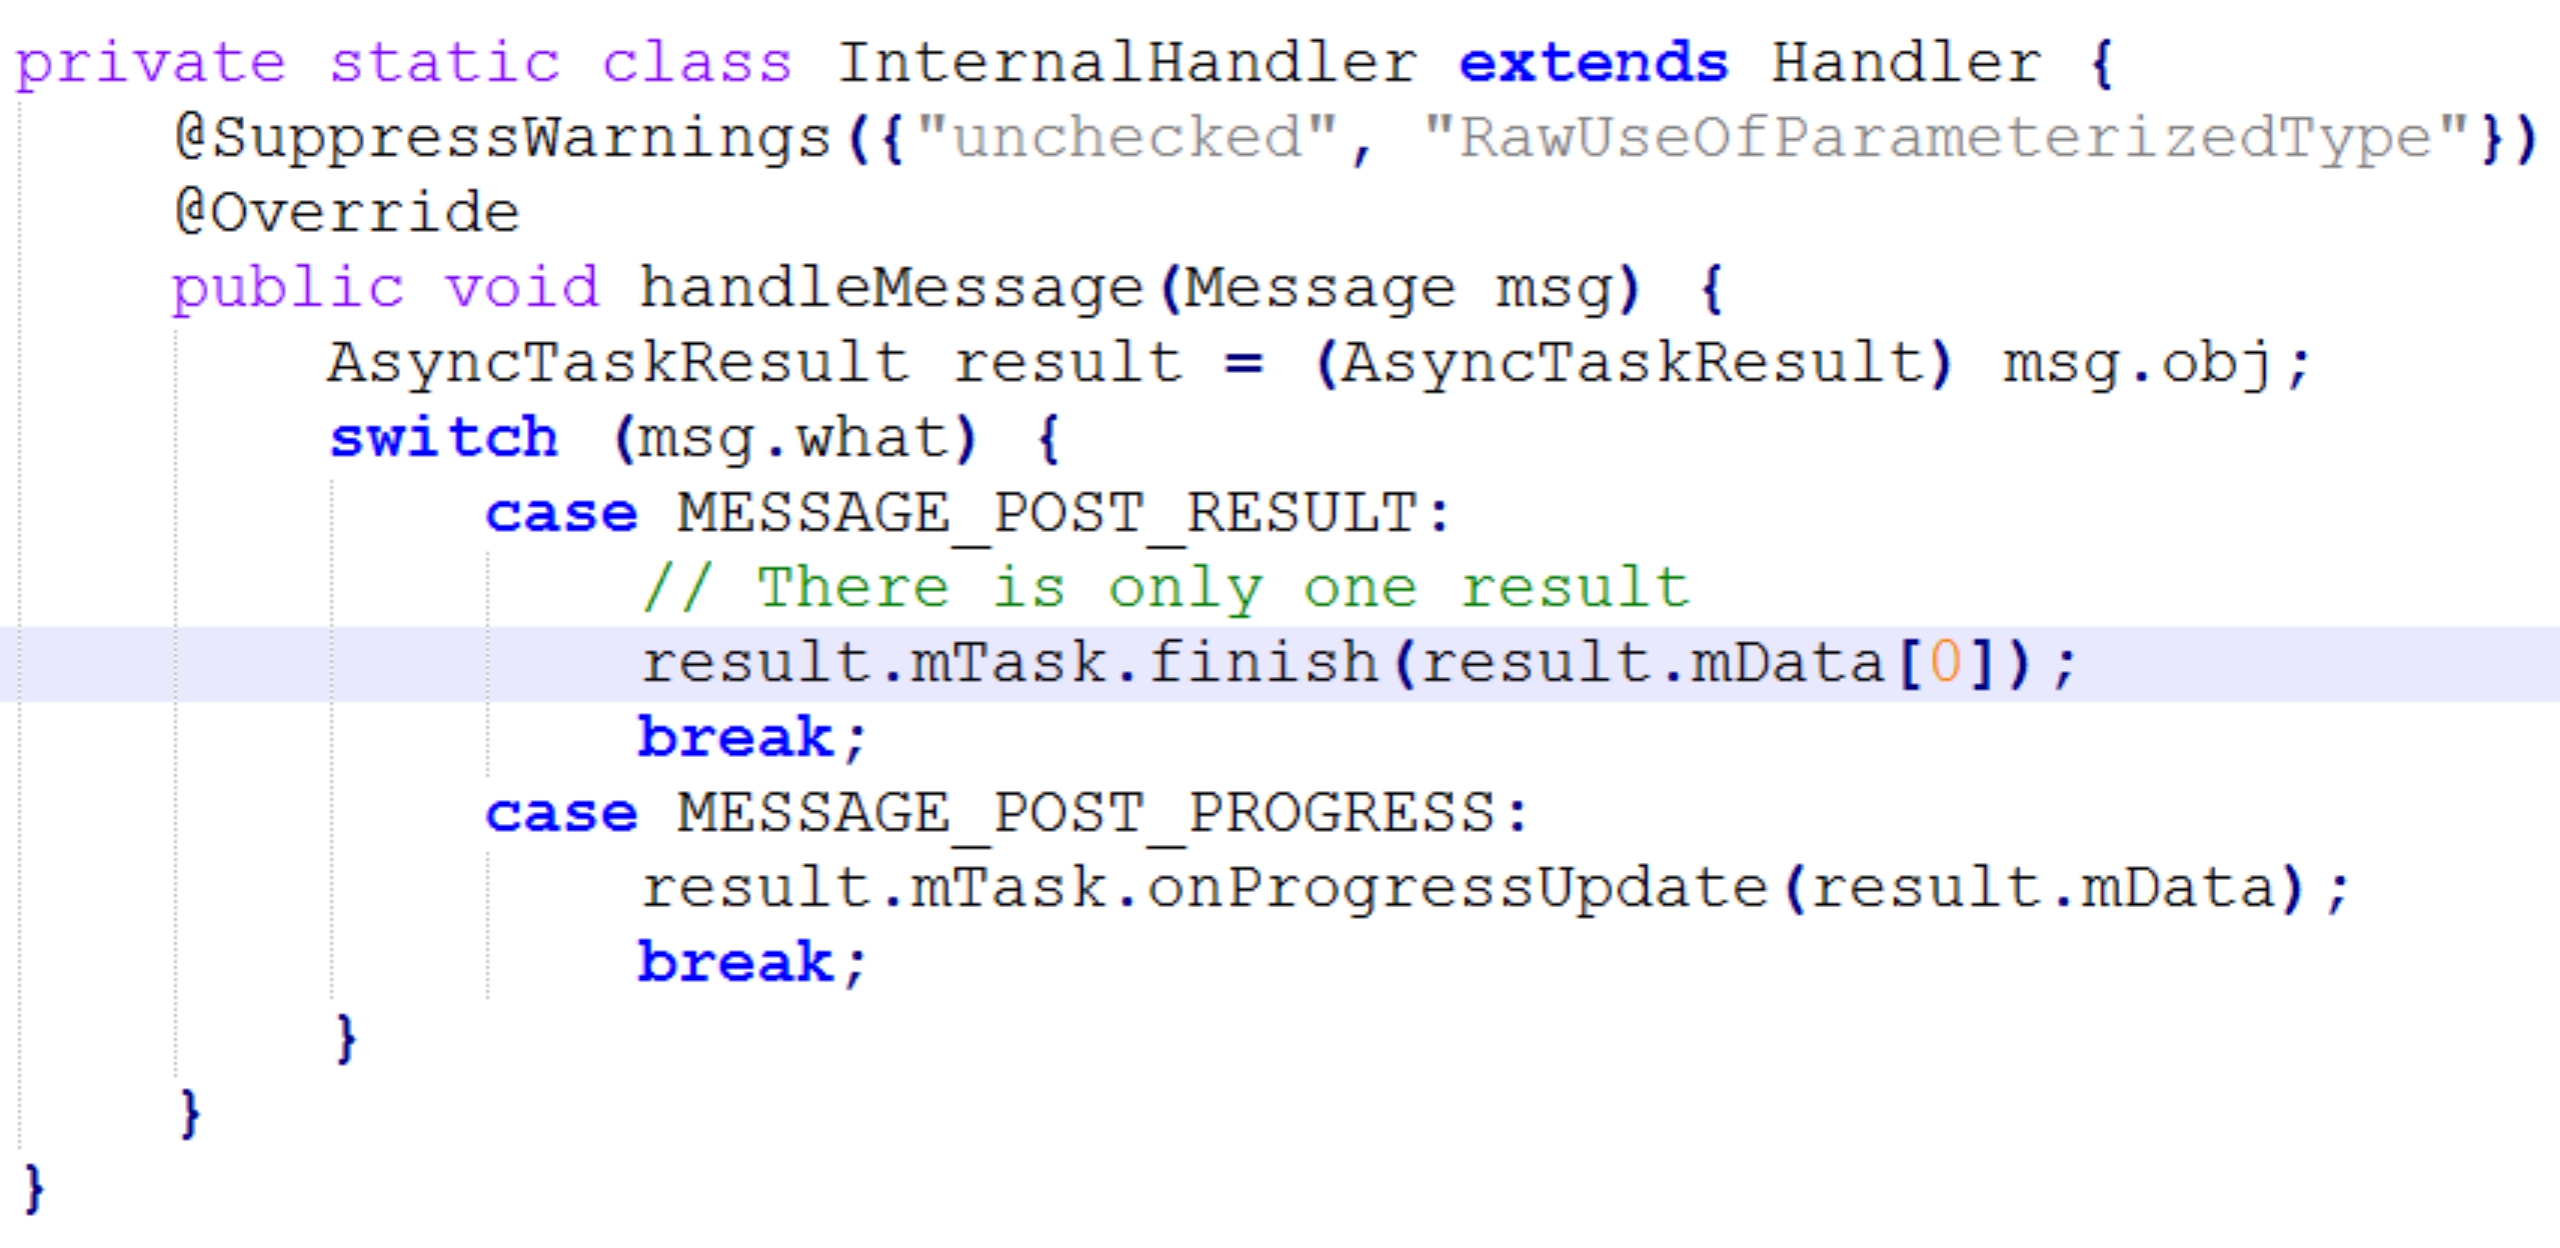 private static class InternalHandler extends Handler {
    @SuppressWarnings({"unchecked", "RawUseOfParameterizedType"})
    @Override
    public void handleMessage(Message msg) {
        AsyncTaskResult result = (AsyncTaskResult) msg.obj;
        switch (msg.what) {
            case MESSAGE_POST_RESULT:
                // There is only one result
                result.mTask.finish(result.mData[0]);
                break;
            case MESSAGE_POST_PROGRESS:
                result.mTask.onProgressUpdate(result.mData);
                break;
        }
    }
}